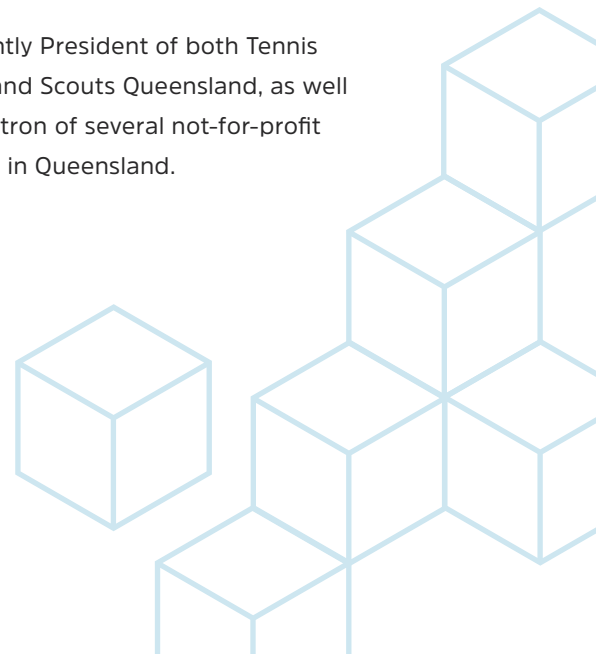 ntly President of both Tennis
and Scouts Queensland, as well
tron of several not-for-profit
in Queensland.